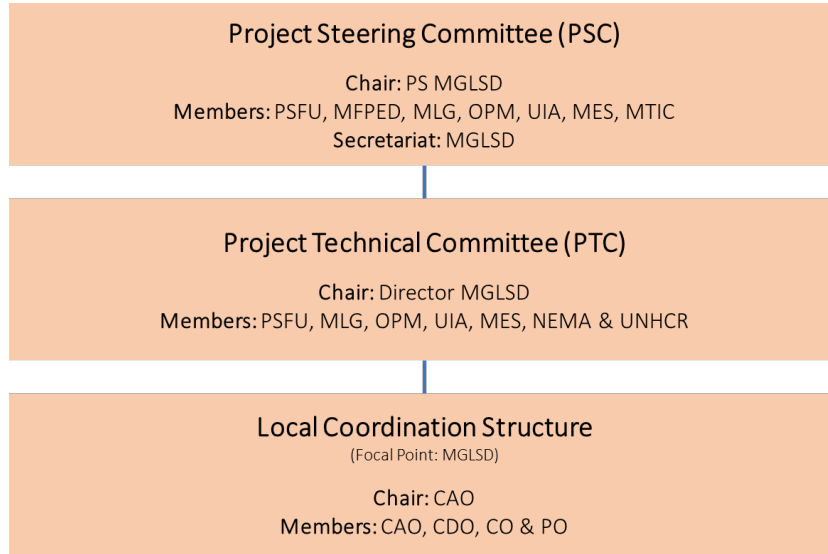 Project Steering Committee (PSC)
Chair: PS MGLSD
Members: PSFU, MFPED, MLG, OPM, UIA, MES, MTIC
Secretariat: MGLSD
Project Technical Committee (PTC)
Chair: Director MGLSD
Members: PSFU, MLG, OPM, UIA, MES, NEMA & UNHCR
Local Coordination Structure
(Focal Point: MGLSD)
Chair: CAO
Members: CAO, CDO, CO & PO